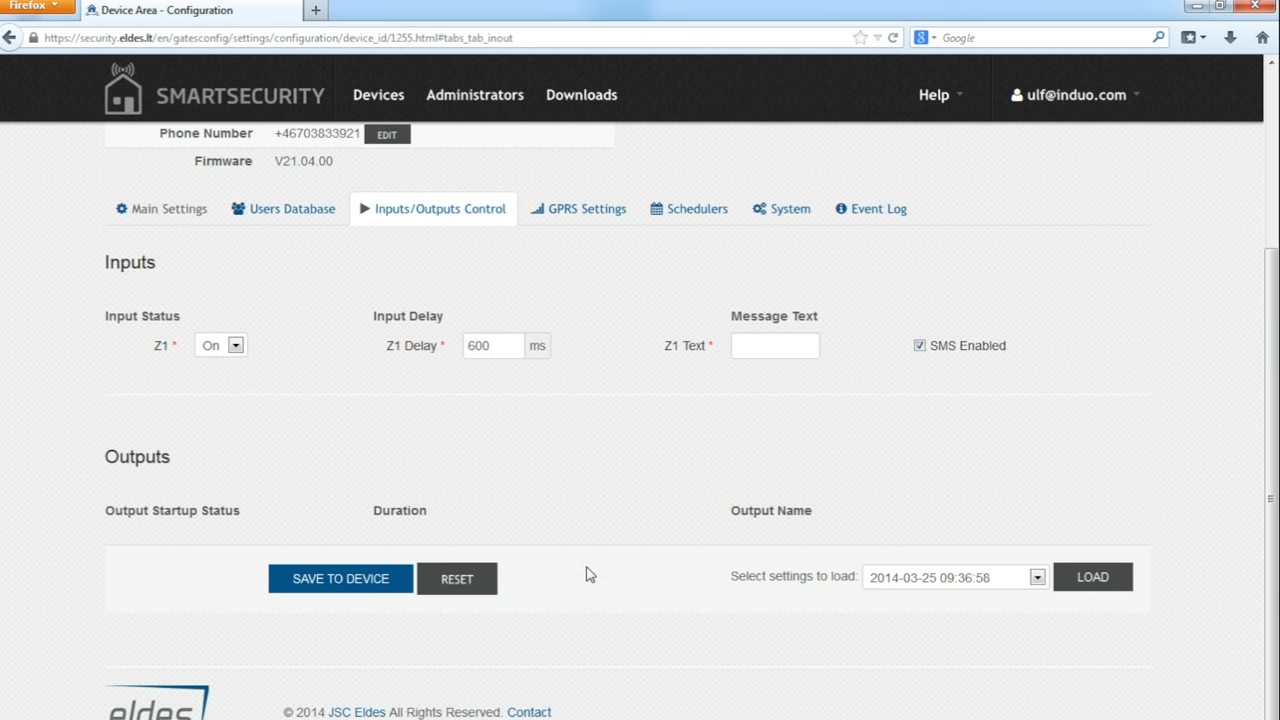 Firefox
Device Area - Configuration
https://security.eldes.lt/en/gatesconfig/settings/configuration/device_id/1255.html#tabs_tab_inout
Google
SMARTSECURITY
Devices
Administrators
Downloads
Help
ulf@induo.com
Phone Number +46703833921 EDIT
Firmware V21.04.00
Main Settings
Users Database
Inputs/Outputs Control
GPRS Settings
Schedulers
System
Event Log
Inputs
Input Status
Input Delay
Message Text
Z1 * On
Z1 Delay * 600 ms
Z1 Text *
SMS Enabled
Outputs
Output Startup Status
Duration
Output Name
SAVE TO DEVICE
RESET
Select settings to load: 2014-03-25 09:36:58
LOAD
eldes
© 2014 JSC Eldes All Rights Reserved. Contact